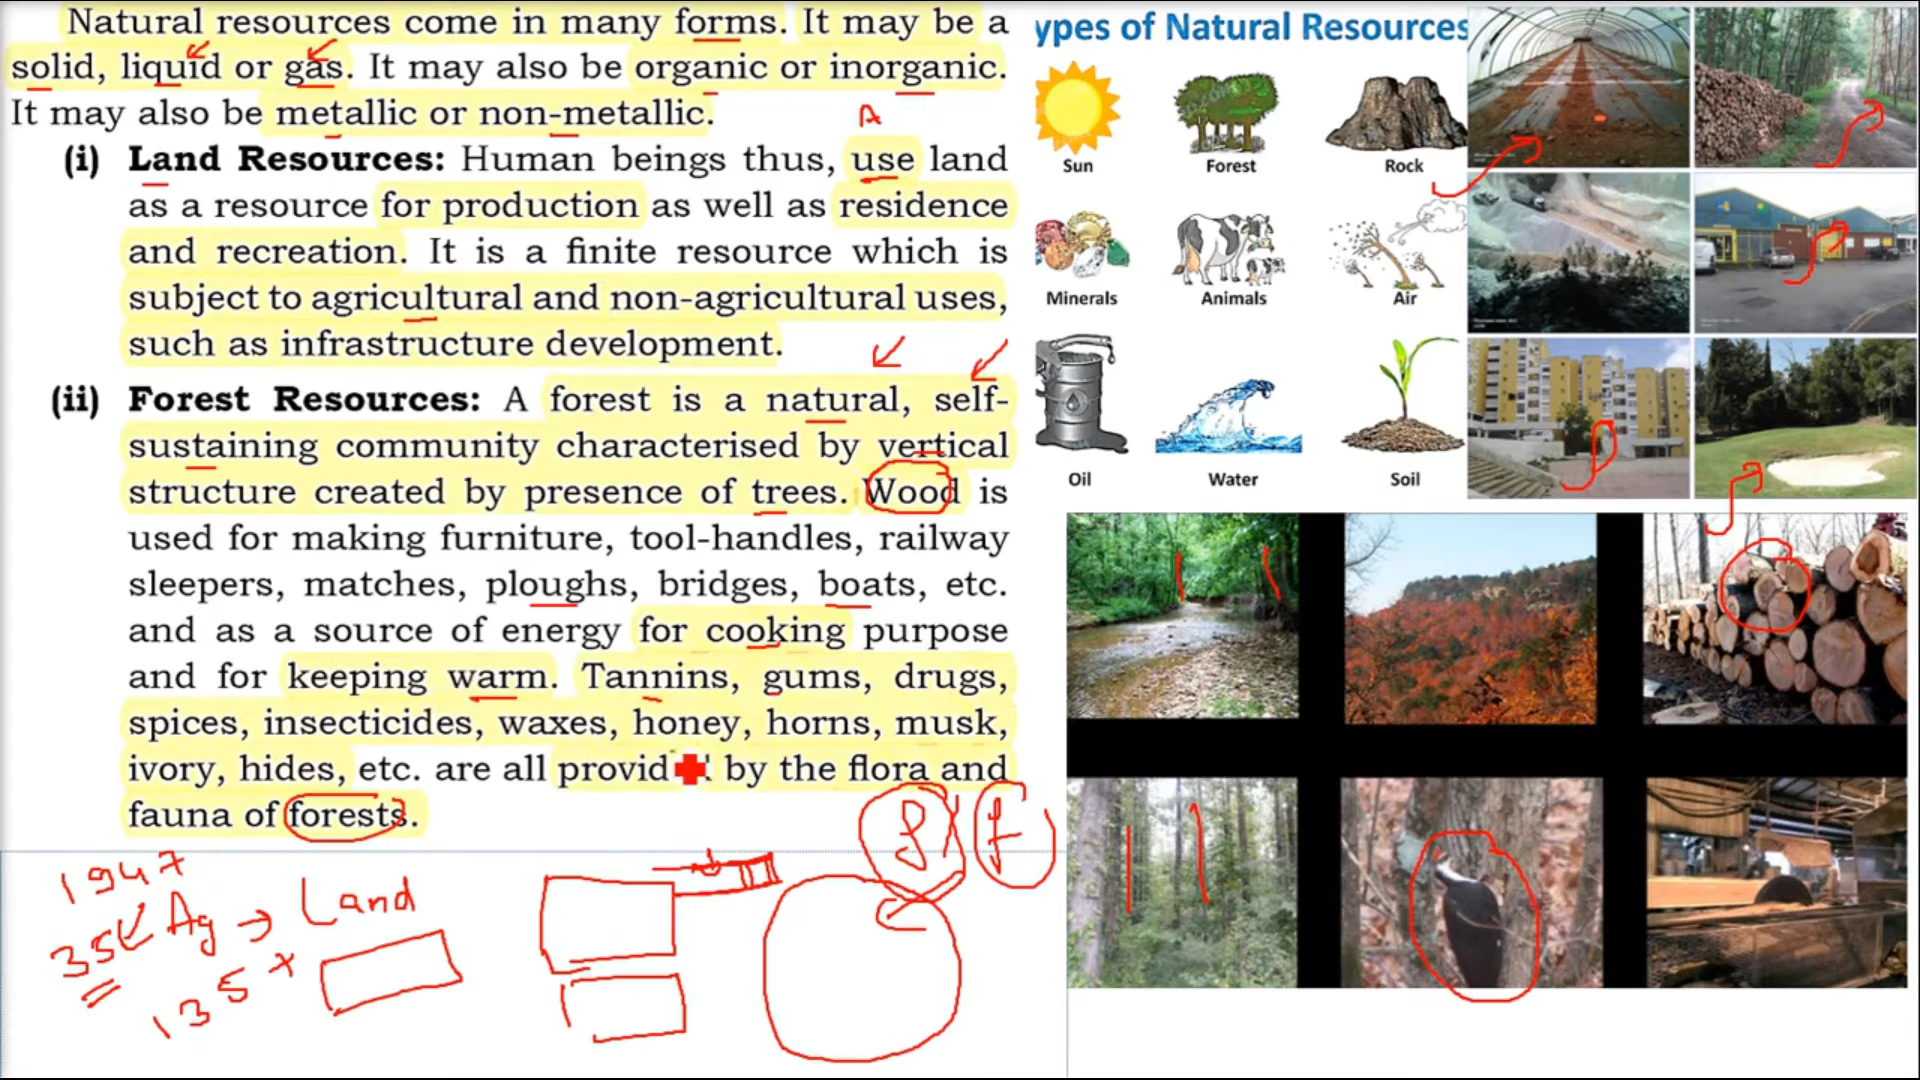 Natural resources come in many forms. It may be a
solid, liquid or gas. It may also be organic or inorganic.
It may also be metallic or non-metallic.
A
(i) Land Resources: Human beings thus, use land
as a resource for production as well as residence
and recreation. It is a finite resource which is
subject to agricultural and non-agricultural uses,
such as infrastructure development.
(ii) Forest Resources: A forest is a natural, self-
sustaining community characterised by vertical
structure created by presence of trees. Wood is
used for making furniture, tool-handles, railway
sleepers, matches, ploughs, bridges, boats, etc.
and as a source of energy for cooking purpose
and for keeping warm. Tannins, gums, drugs,
spices, insecticides, waxes, honey, horns, musk,
ivory, hides, etc. are all by the flora and
fauna of forests.
1947
35 Ag → Land
135 +
ypes of Natural Resources
Sun Forest Rock
Minerals Animals Air
Oil Water Soil